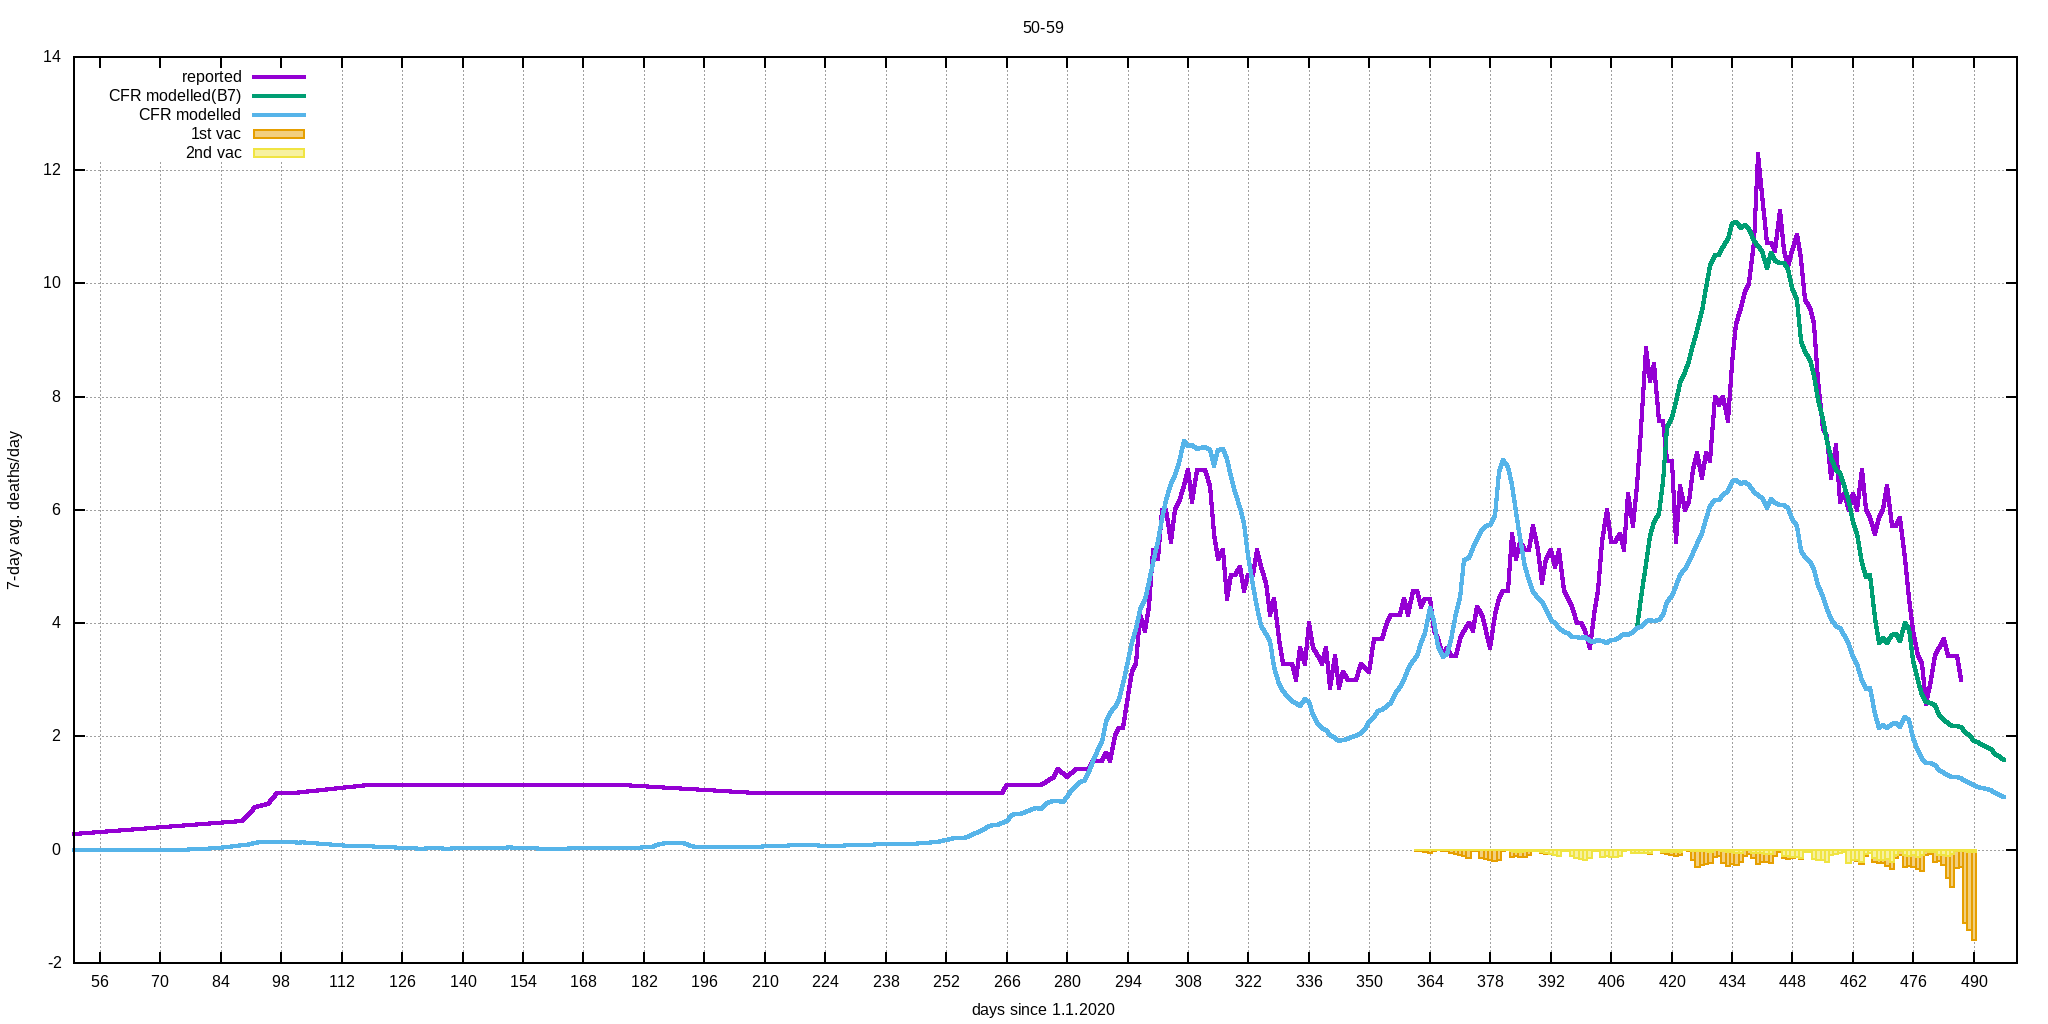 50-59
14
12
10
8
6
4
2
0
-2
7-day avg. deaths/day
reported
CFR modelled(B7)
CFR modelled
1st vac
2nd vac
56 70 84 98 112 126 140 154 168 182 196 210 224 238 252 266 280 294 308 322 336 350 364 378 392 406 420 434 448 462 476 490
days since 1.1.2020